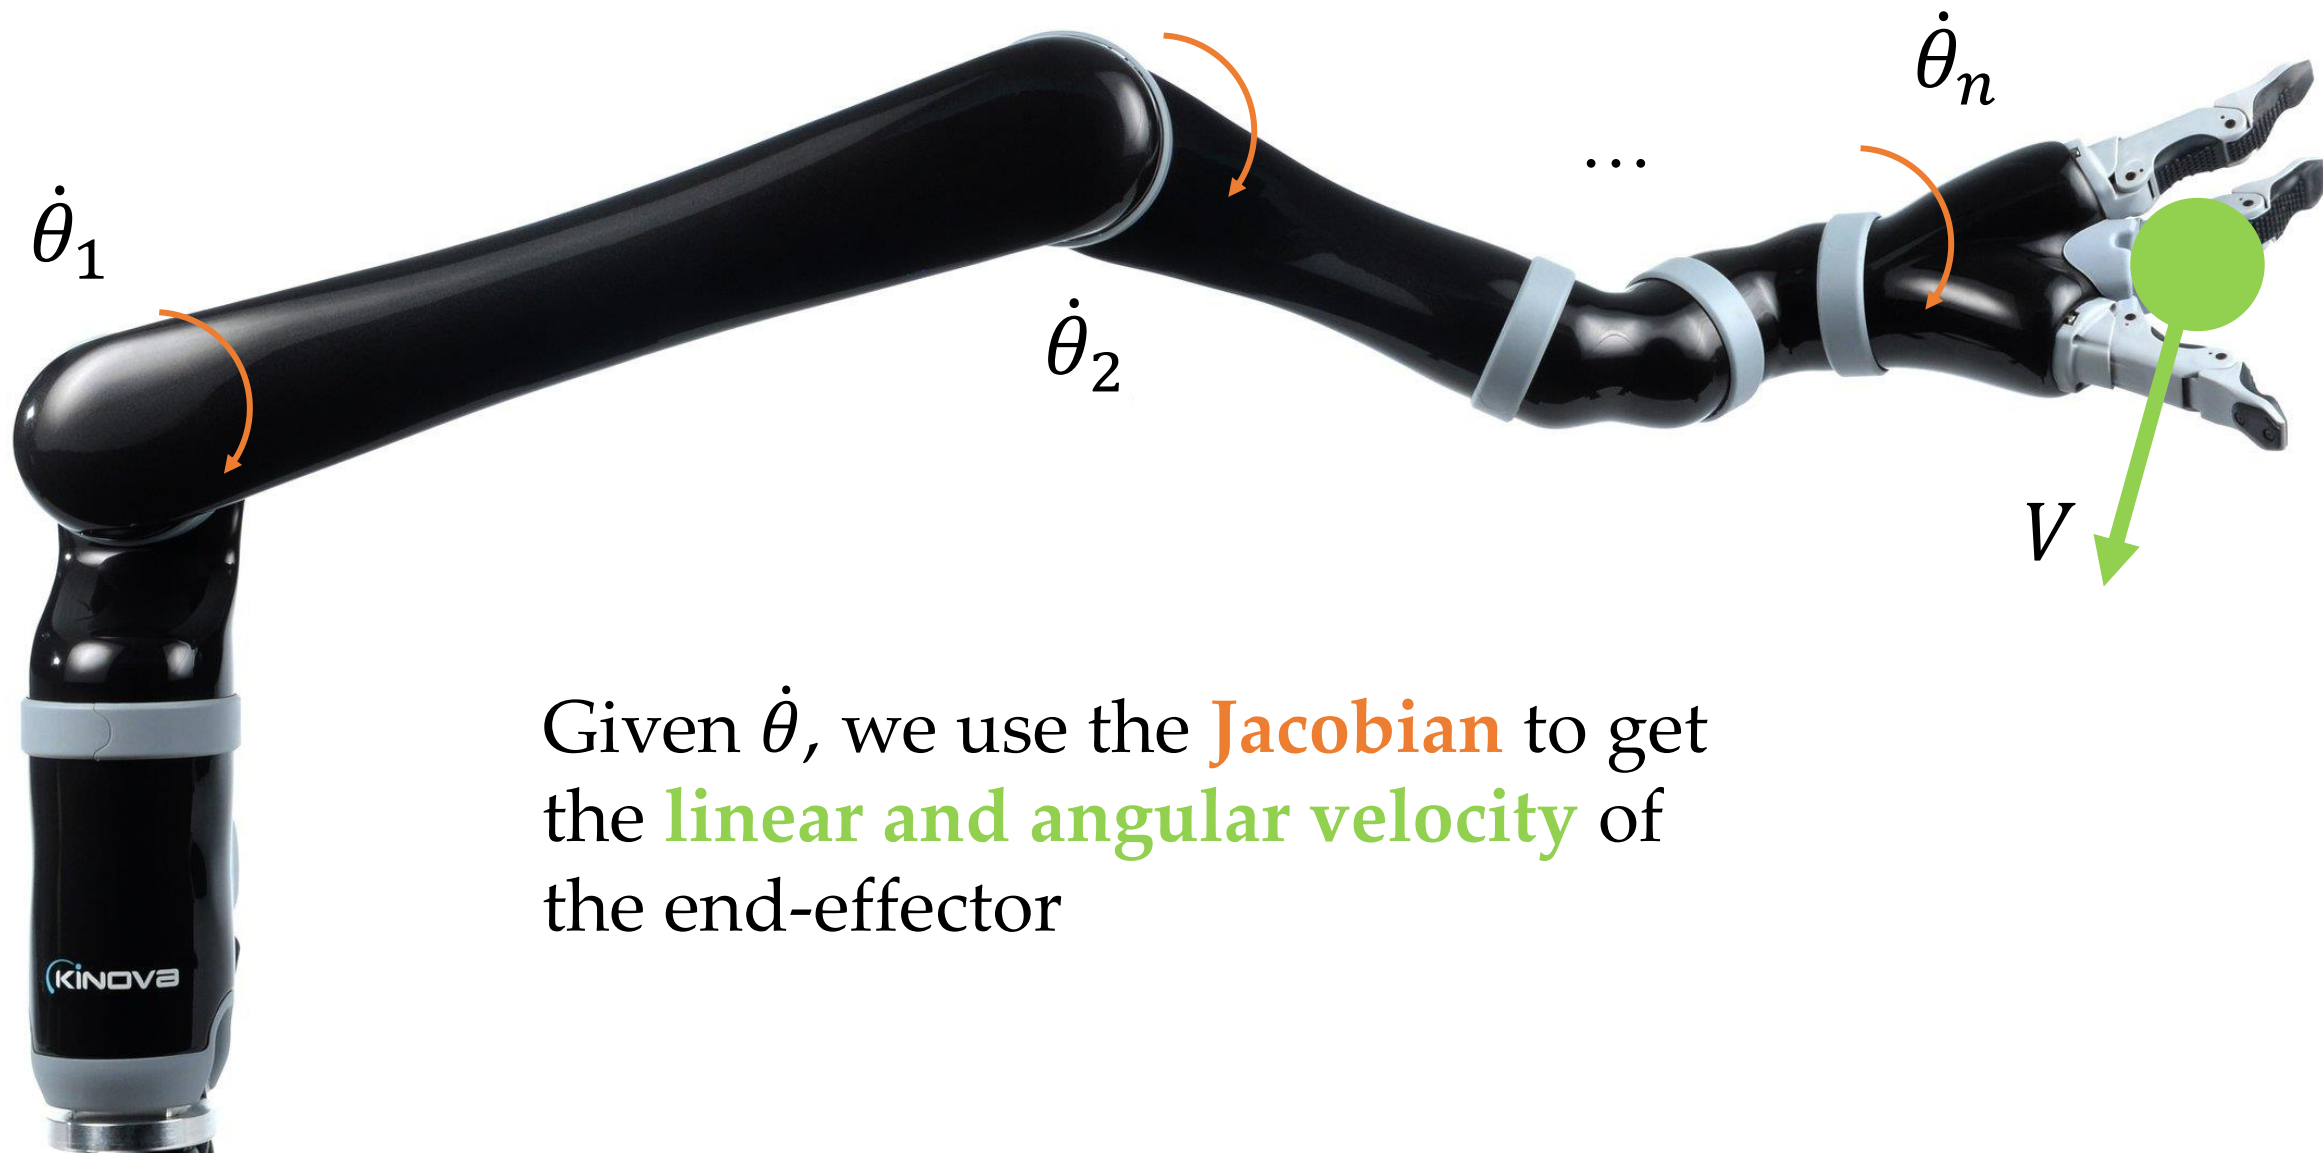 θ̇₁
θ̇₂
...
θ̇ₙ
V
Given θ̇, we use the Jacobian to get
the linear and angular velocity of
the end-effector
KINOVA